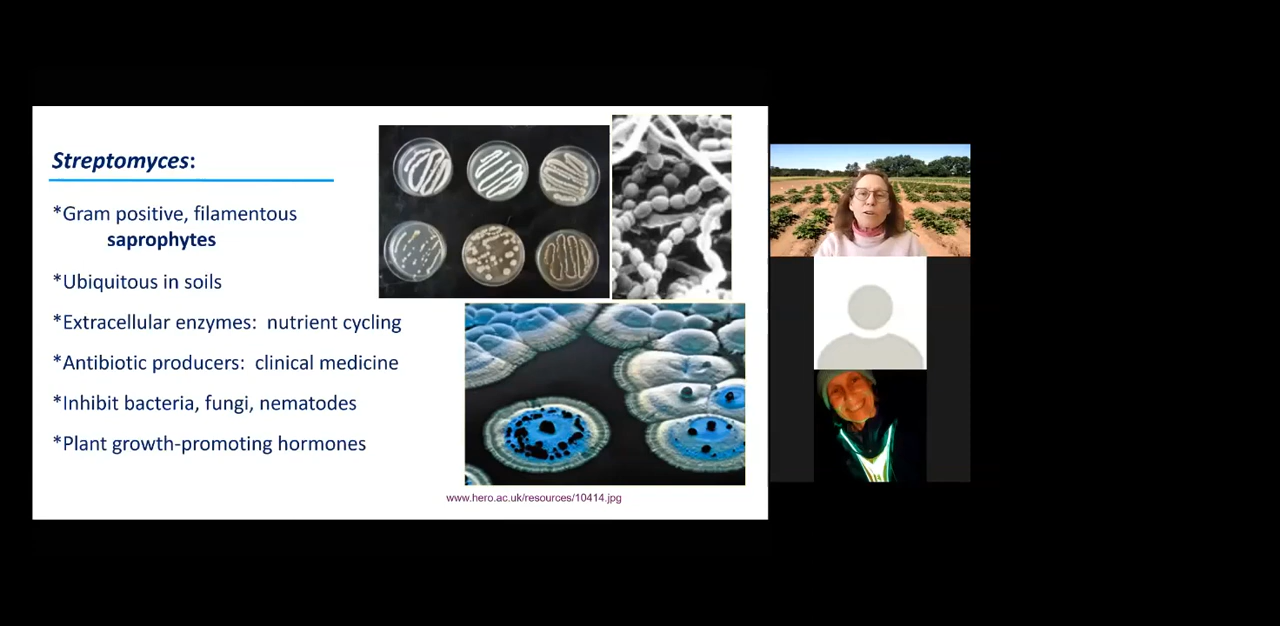 Streptomyces:
*Gram positive, filamentous
saprophytes
*Ubiquitous in soils
*Extracellular enzymes: nutrient cycling
*Antibiotic producers: clinical medicine
*Inhibit bacteria, fungi, nematodes
*Plant growth-promoting hormones
www.hero.ac.uk/resources/10414.jpg